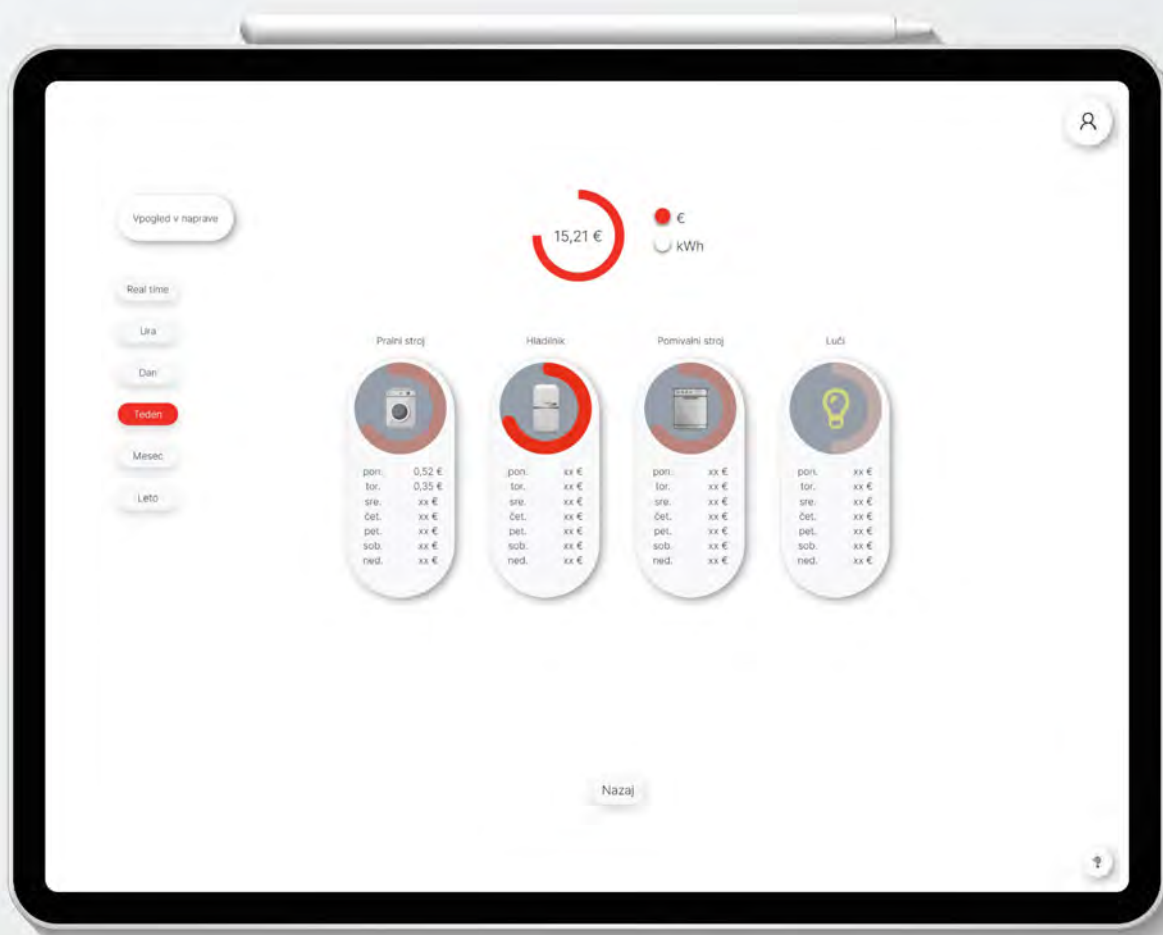 Vpogled v naprave
15,21 €
€
kWh
Real time
Ura
Dan
Teden
Mesec
Leto
Pralni stroj
pon. 0,52 €
tor. 0,35 €
sre. xx €
čet. xx €
pet. xx €
sob. xx €
ned. xx €
Hladilnik
pon. xx €
tor. xx €
sre. xx €
čet. xx €
pet. xx €
sob. xx €
ned. xx €
Pomivalni stroj
pon. xx €
tor. xx €
sre. xx €
čet. xx €
pet. xx €
sob. xx €
ned. xx €
Luči
pon. xx €
tor. xx €
sre. xx €
čet. xx €
pet. xx €
sob. xx €
ned. xx €
Nazaj
?